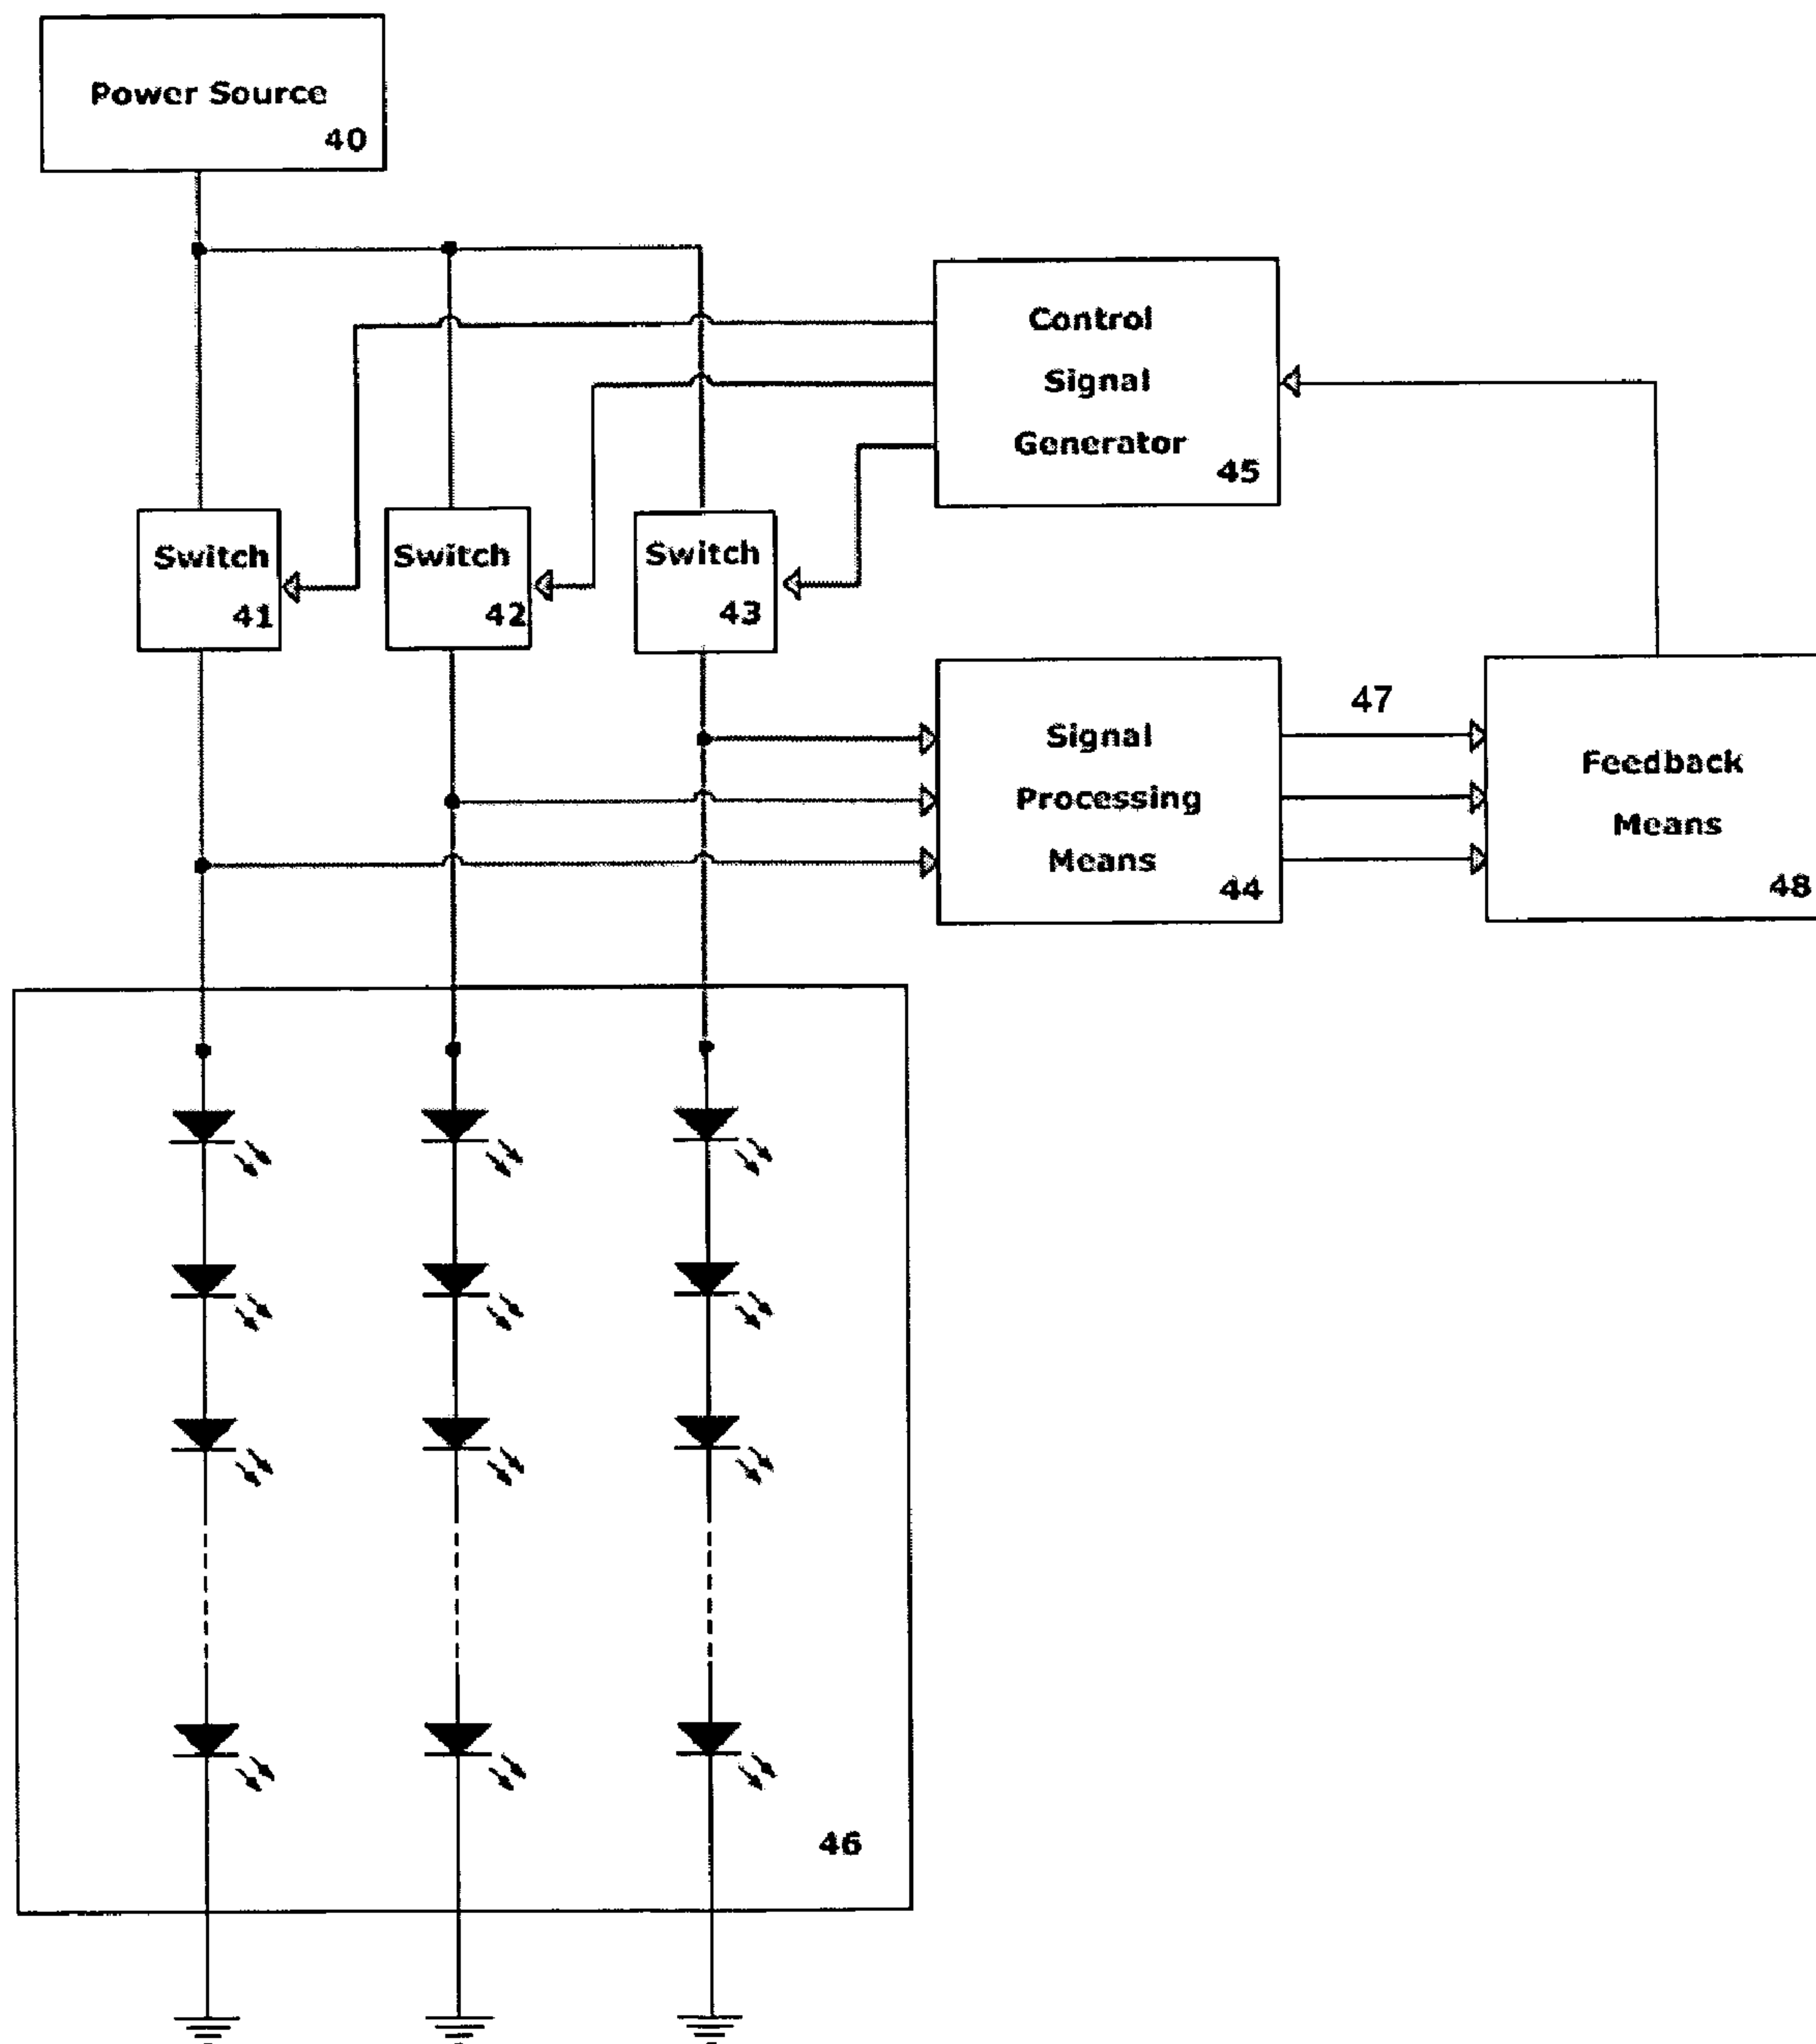 Power Source
40
Control
Signal
Generator
45
Switch
41
Switch
42
Switch
43
Signal
Processing
Means
44
47
Feedback
Means
48
46